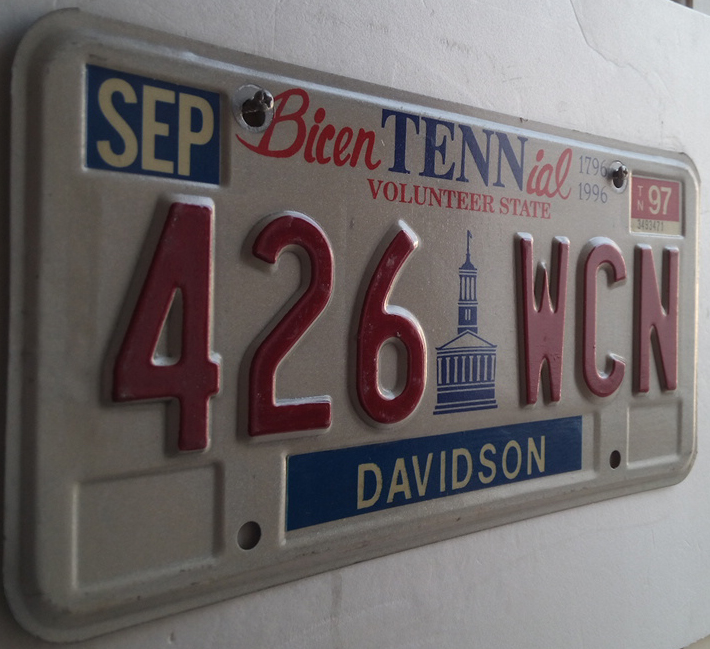 SEP
BicenTENNial
1796
1996
VOLUNTEER STATE
TN 97
426 WCN
DAVIDSON